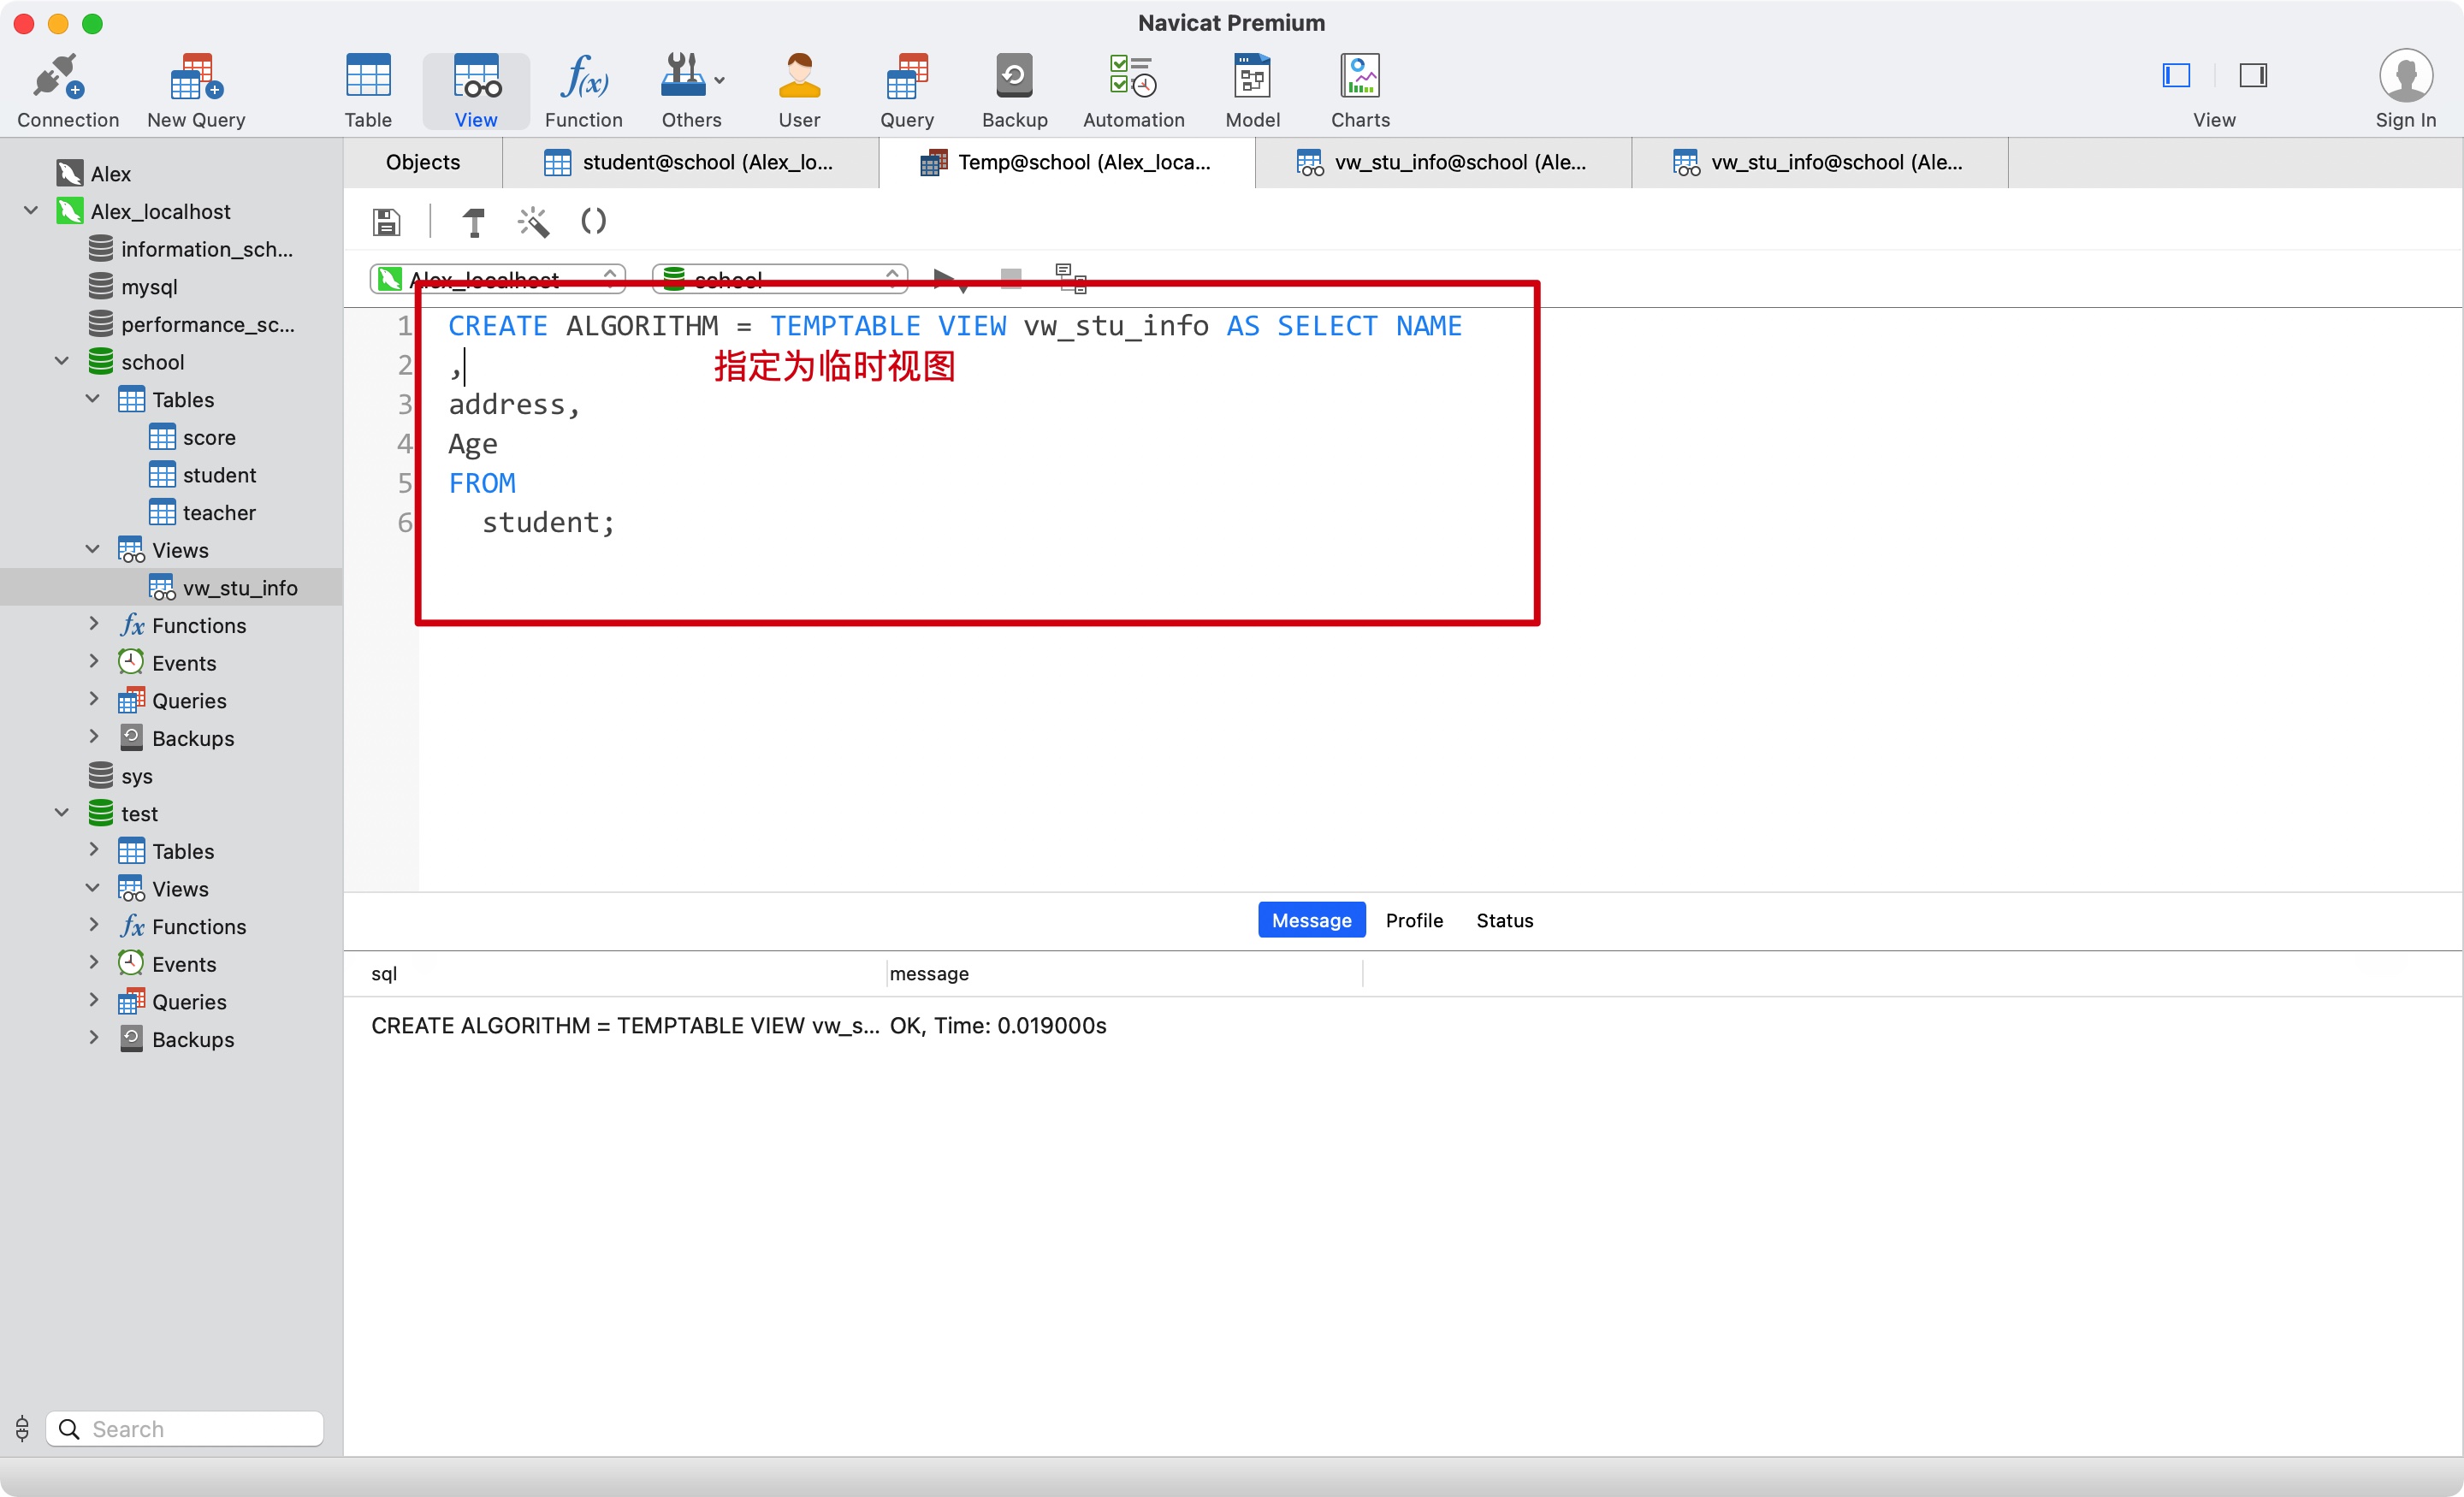 Navicat Premium
Connection
New Query
Table
View
Function
Others
User
Query
Backup
Automation
Model
Charts
View
Sign In
Objects
student@school (Alex_lo...
Temp@school (Alex_loca...
vw_stu_info@school (Ale...
vw_stu_info@school (Ale...
Alex
Alex_localhost
information_sch...
mysql
performance_sc...
school
Tables
score
student
teacher
Views
vw_stu_info
Functions
Events
Queries
Backups
sys
test
Tables
Views
Functions
Events
Queries
Backups
Search
Alex_localhost
school
1 CREATE ALGORITHM = TEMPTABLE VIEW vw_stu_info AS SELECT NAME
2 ,
指定为临时视图
3 address,
4 Age
5 FROM
6 student;
Message
Profile
Status
sql
message
CREATE ALGORITHM = TEMPTABLE VIEW vw_s...
OK, Time: 0.019000s